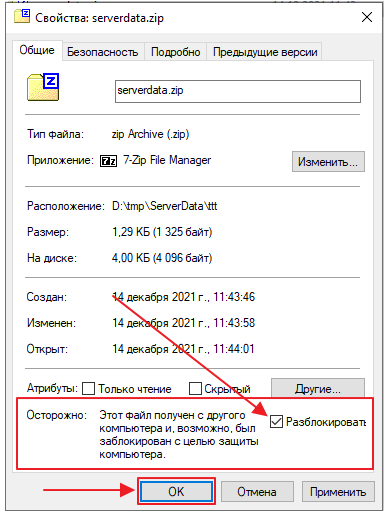 Свойства: serverdata.zip
Общие Безопасность Подробно Предыдущие версии
serverdata.zip
Тип файла: zip Archive (.zip)
Приложение: 7-Zip File Manager Изменить...
Расположение: D:\tmp\ServerData\ttt
Размер: 1,29 КБ (1 325 байт)
На диске: 4,00 КБ (4 096 байт)
Создан: 14 декабря 2021 г., 11:43:46
Изменен: 14 декабря 2021 г., 11:43:58
Открыт: 14 декабря 2021 г., 11:44:01
Атрибуты: Только чтение Скрытый Другие...
Осторожно: Этот файл получен с другого
компьютера и, возможно, был
заблокирован с целью защиты
компьютера.
Разблокировать
OK Отмена Применить